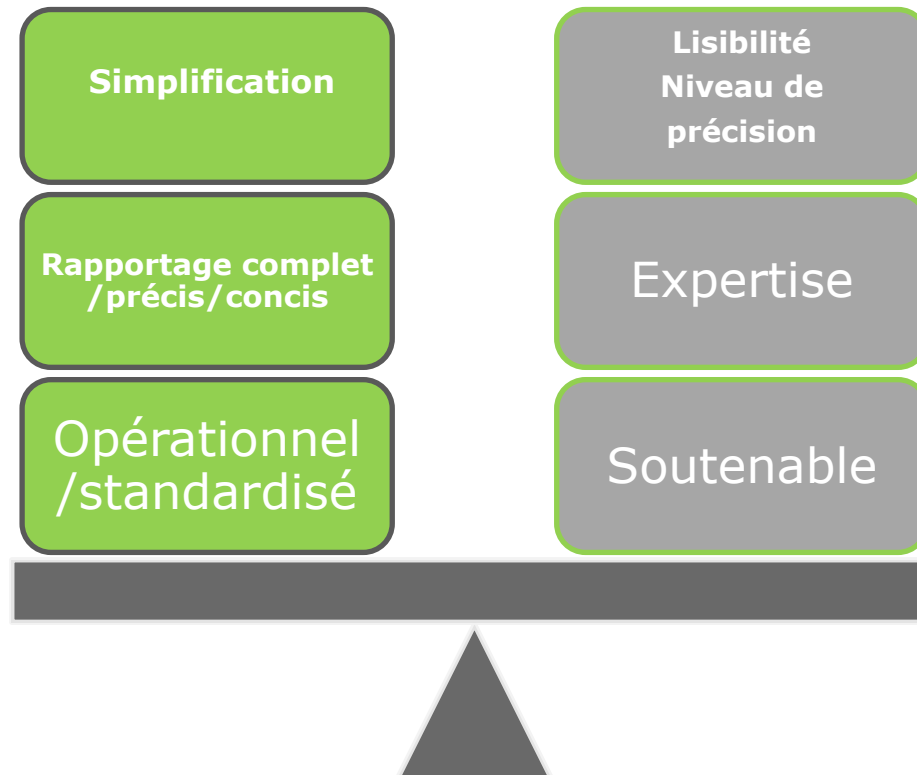 Simplification
Lisibilité
Niveau de
précision
Rapportage complet
/précis/concis
Expertise
Opérationnel
/standardisé
Soutenable